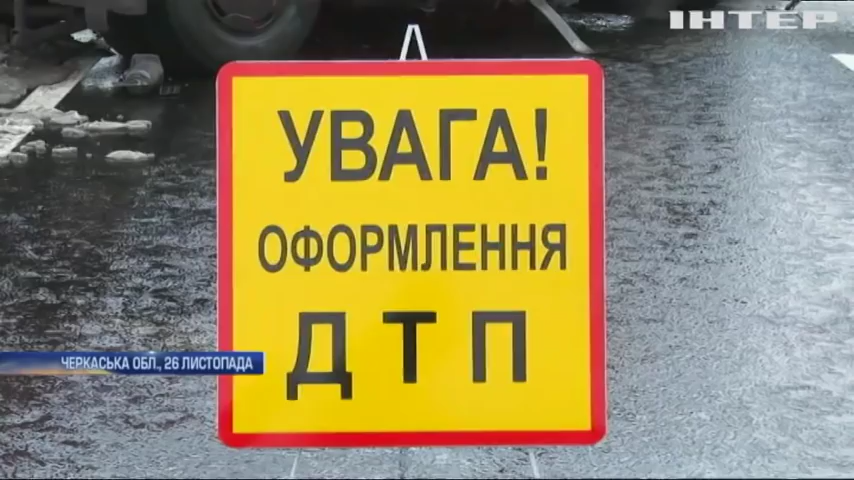 ІНТЕР
УВАГА!
ОФОРМЛЕННЯ
ДТП
ЧЕРКАСЬКА ОБЛ., 26 ЛИСТОПАДА